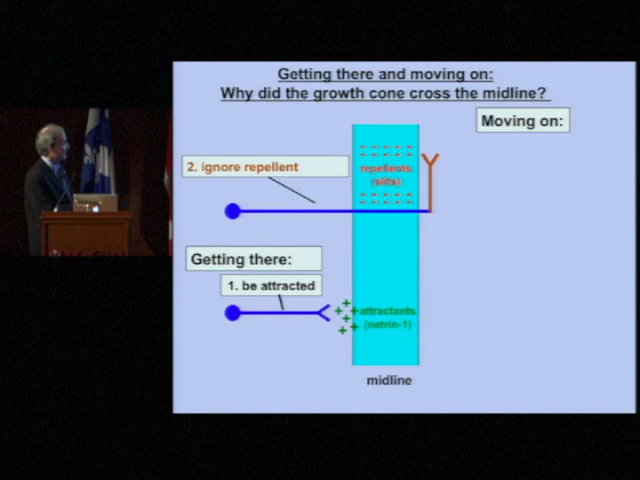 Getting there and moving on:
Why did the growth cone cross the midline?
Moving on:
2. ignore repellent
repellents
(slits)
Getting there:
1. be attracted
attractants
(netrin-1)
midline